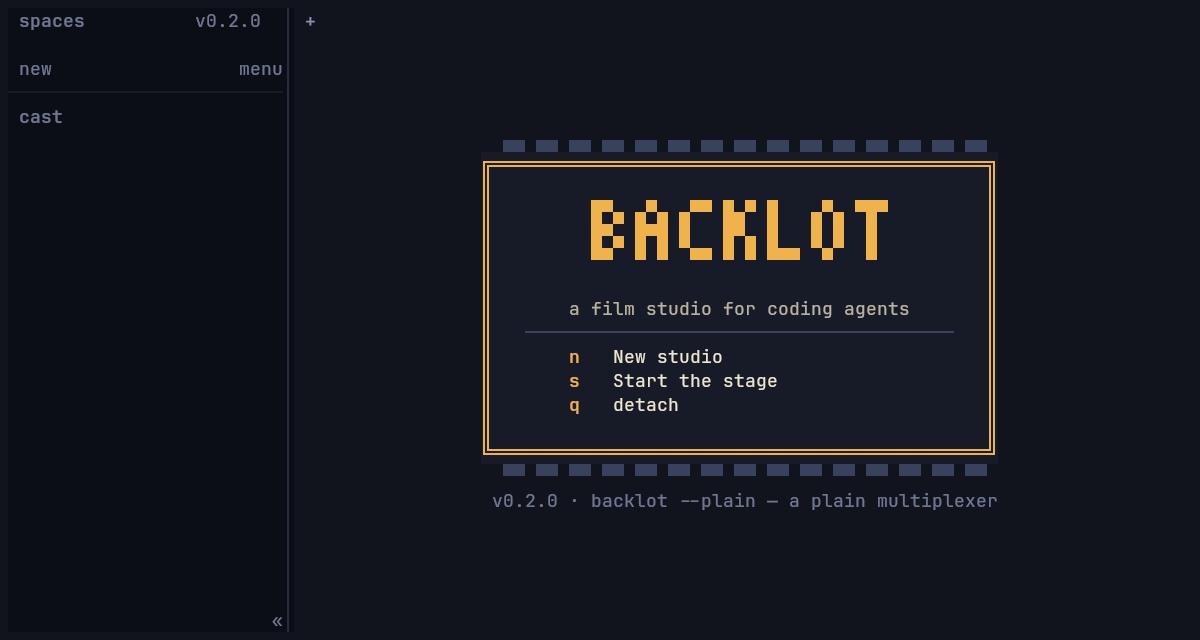 spaces v0.2.0 +
new menu
cast
BACKLOT
a film studio for coding agents
n New studio
s Start the stage
q detach
v0.2.0 · backlot --plain — a plain multiplexer
«